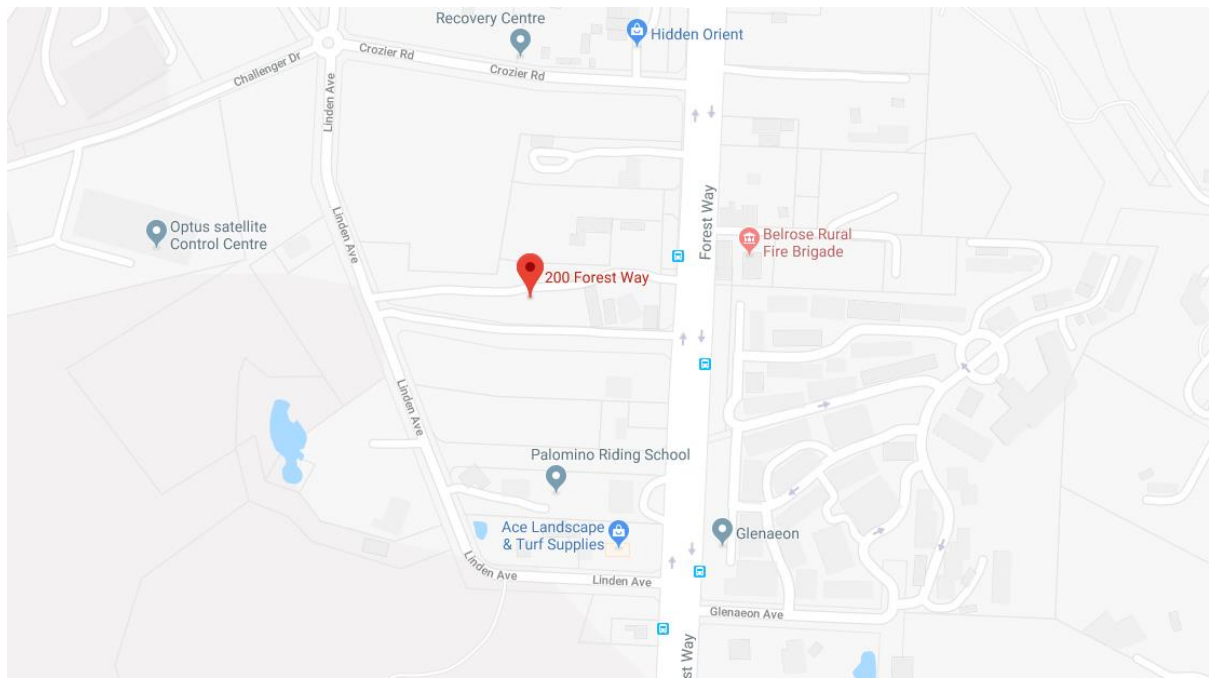 Recovery Centre
Hidden Orient
Crozier Rd
Crozier Rd
Challenger Dr
Linden Ave
Forest Way
Linden Ave
Optus satellite
Control Centre
Belrose Rural
Fire Brigade
200 Forest Way
Linden Ave
Palomino Riding School
Ace Landscape
& Turf Supplies
Glenaeon
Linden Ave
Linden Ave
Glenaeon Ave
st Way